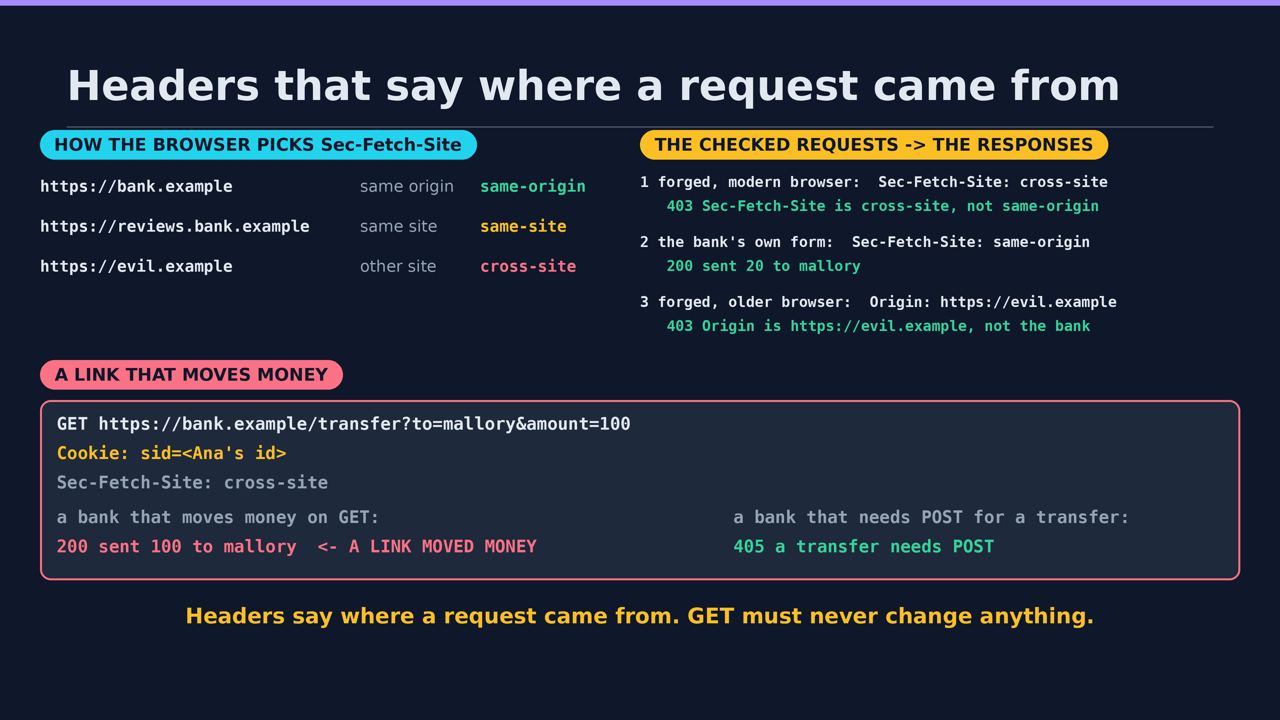 Headers that say where a request came from
HOW THE BROWSER PICKS Sec-Fetch-Site
https://bank.example same origin same-origin
https://reviews.bank.example same site same-site
https://evil.example other site cross-site
THE CHECKED REQUESTS -> THE RESPONSES
1 forged, modern browser: Sec-Fetch-Site: cross-site
403 Sec-Fetch-Site is cross-site, not same-origin
2 the bank's own form: Sec-Fetch-Site: same-origin
200 sent 20 to mallory
3 forged, older browser: Origin: https://evil.example
403 Origin is https://evil.example, not the bank
A LINK THAT MOVES MONEY
GET https://bank.example/transfer?to=mallory&amount=100
Cookie: sid=<Ana's id>
Sec-Fetch-Site: cross-site
a bank that moves money on GET:
200 sent 100 to mallory <- A LINK MOVED MONEY
a bank that needs POST for a transfer:
405 a transfer needs POST
Headers say where a request came from. GET must never change anything.